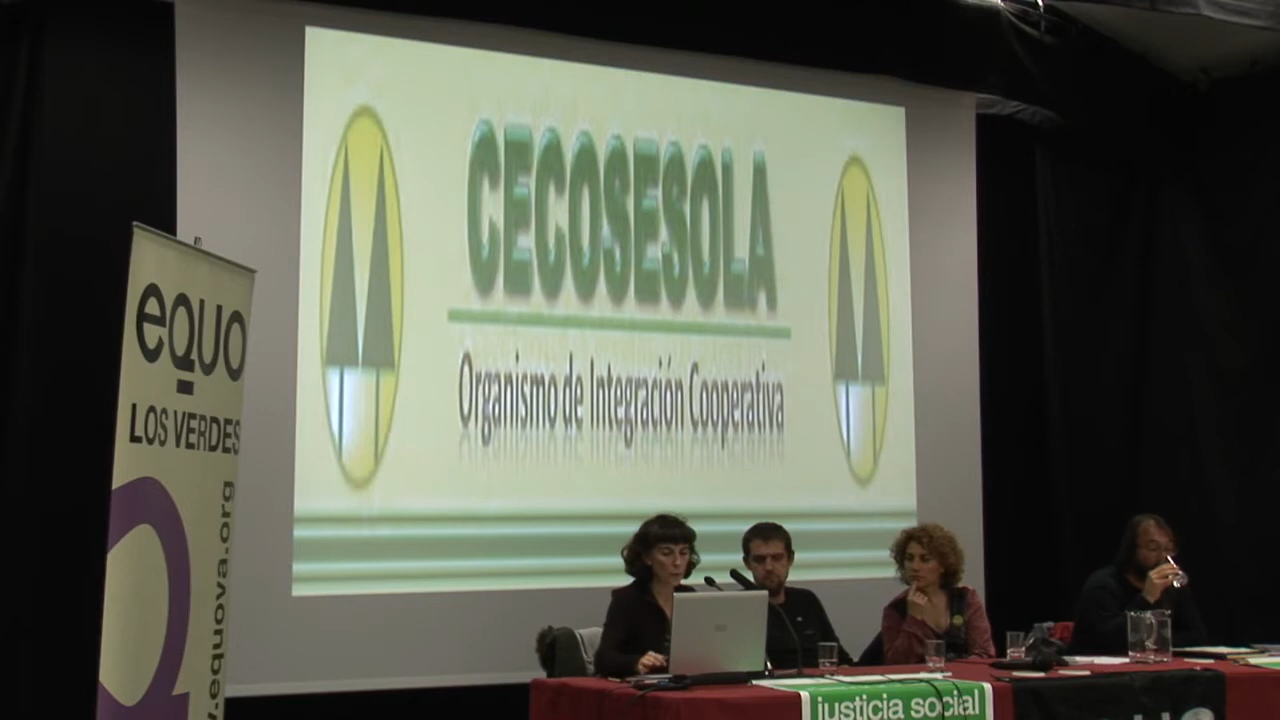 CECOSESOLA
Organismo de Integración Cooperativa
eQUO
LOS VERDES
.equova.org
justicia social